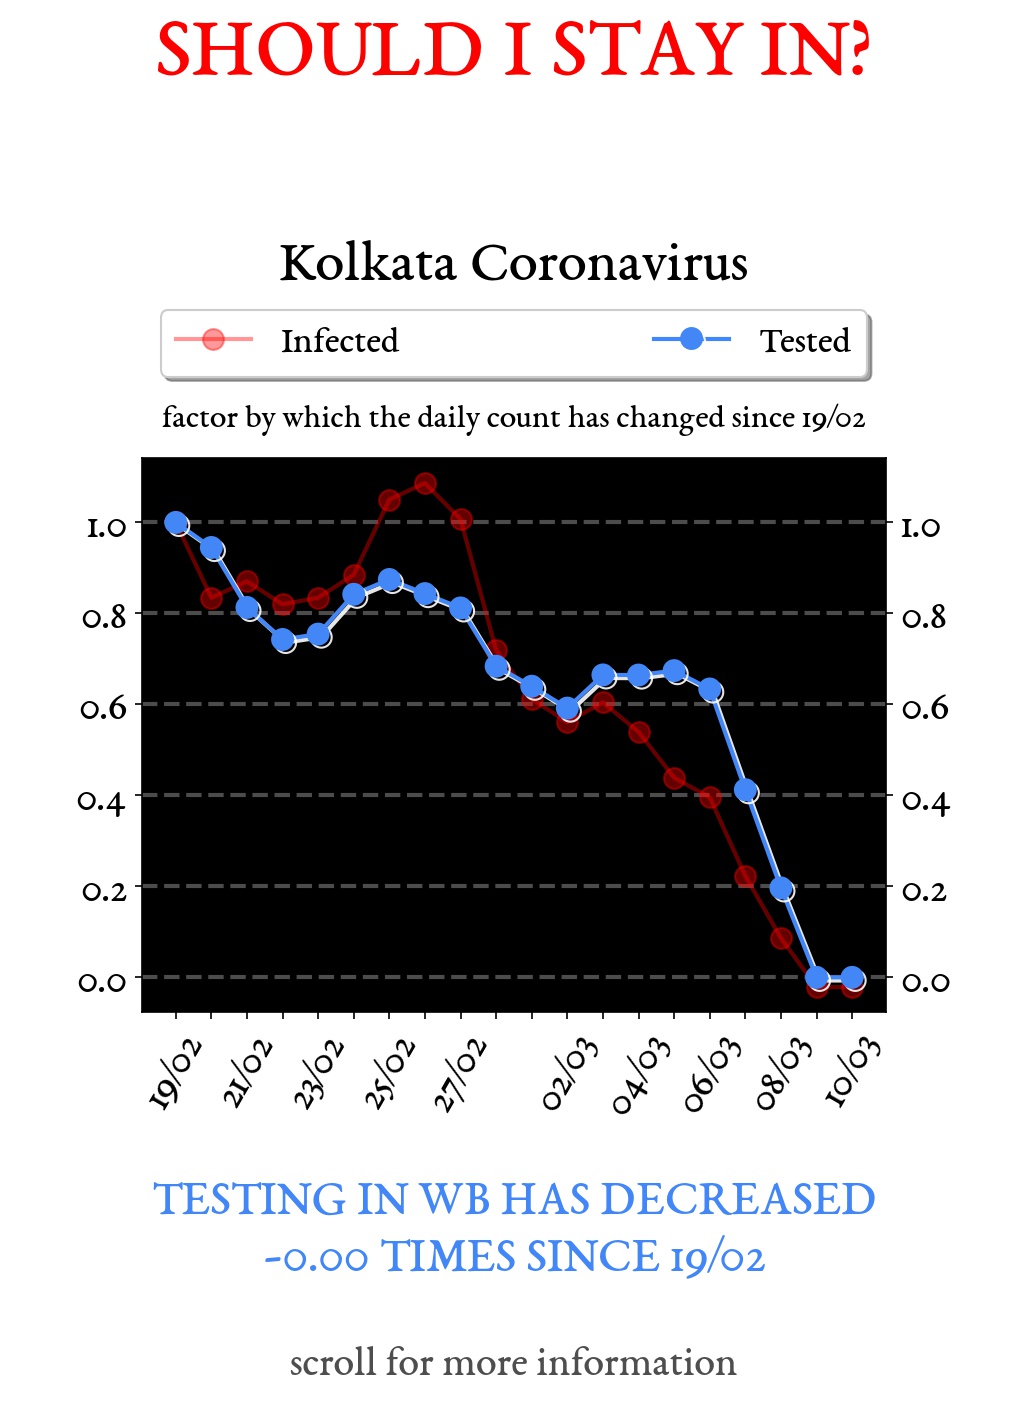 SHOULD I STAY IN?
Kolkata Coronavirus
Infected Tested
factor by which the daily count has changed since 19/02
1.0 1.0
0.8 0.8
0.6 0.6
0.4 0.4
0.2 0.2
0.0 0.0
19/02 21/02 23/02 25/02 27/02 02/03 04/03 06/03 08/03 10/03
TESTING IN WB HAS DECREASED
-0.00 TIMES SINCE 19/02
scroll for more information